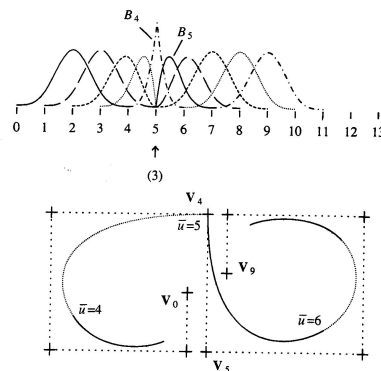 B₄
B₅
0 1 2 3 4 5 6 7 8 9 10 11 12 13
(3)
V₄
ū=5
V₉
V₀
ū=4
ū=6
V₅